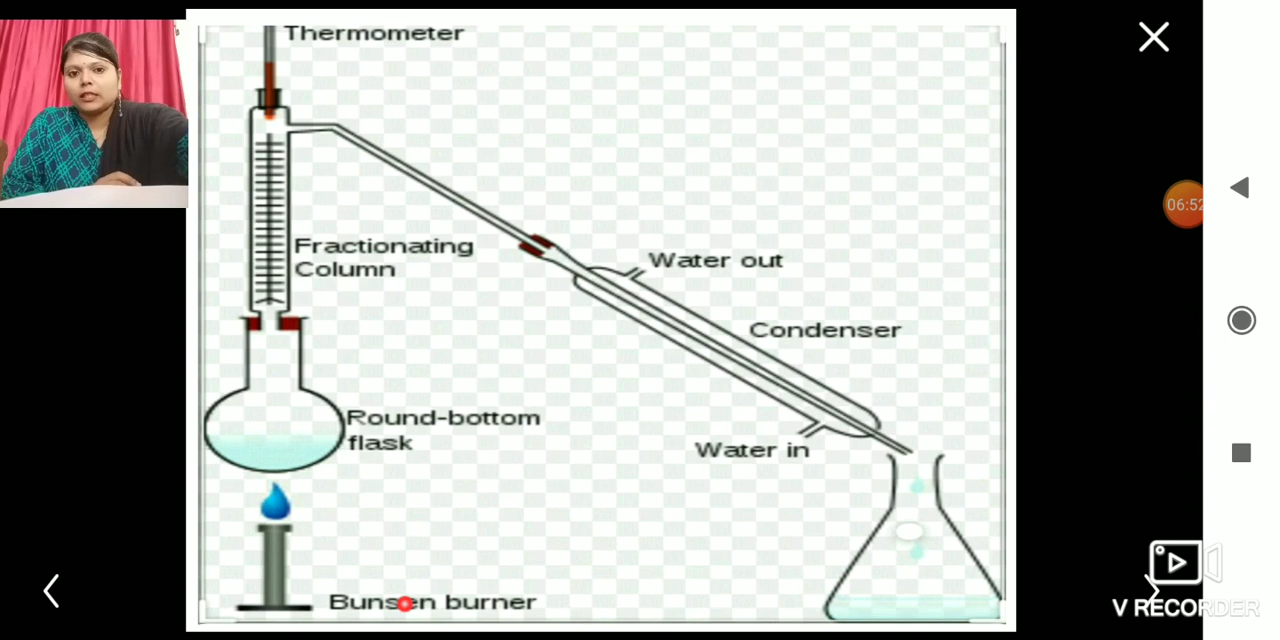 Thermometer
Fractionating
Column
Water out
Condenser
Round-bottom
flask
Water in
Bunsen burner
06:52
V RECORDER